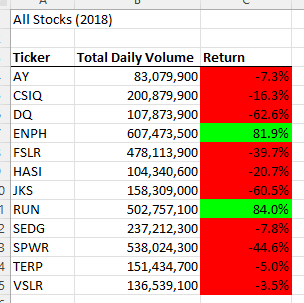 A B C
All Stocks (2018)
Ticker Total Daily Volume Return
AY 83,079,900 -7.3%
CSIQ 200,879,900 -16.3%
DQ 107,873,900 -62.6%
ENPH 607,473,500 81.9%
FSLR 478,113,900 -39.7%
HASI 104,340,600 -20.7%
JKS 158,309,000 -60.5%
RUN 502,757,100 84.0%
SEDG 237,212,300 -7.8%
SPWR 538,024,300 -44.6%
TERP 151,434,700 -5.0%
VSLR 136,539,100 -3.5%